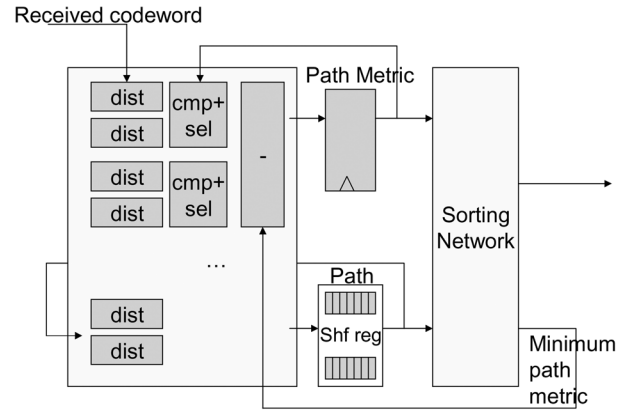 Received codeword
dist
cmp+
sel
dist
dist
cmp+
sel
dist
-
...
dist
dist
Path Metric
Path
Shf reg
Sorting
Network
Minimum
path
metric